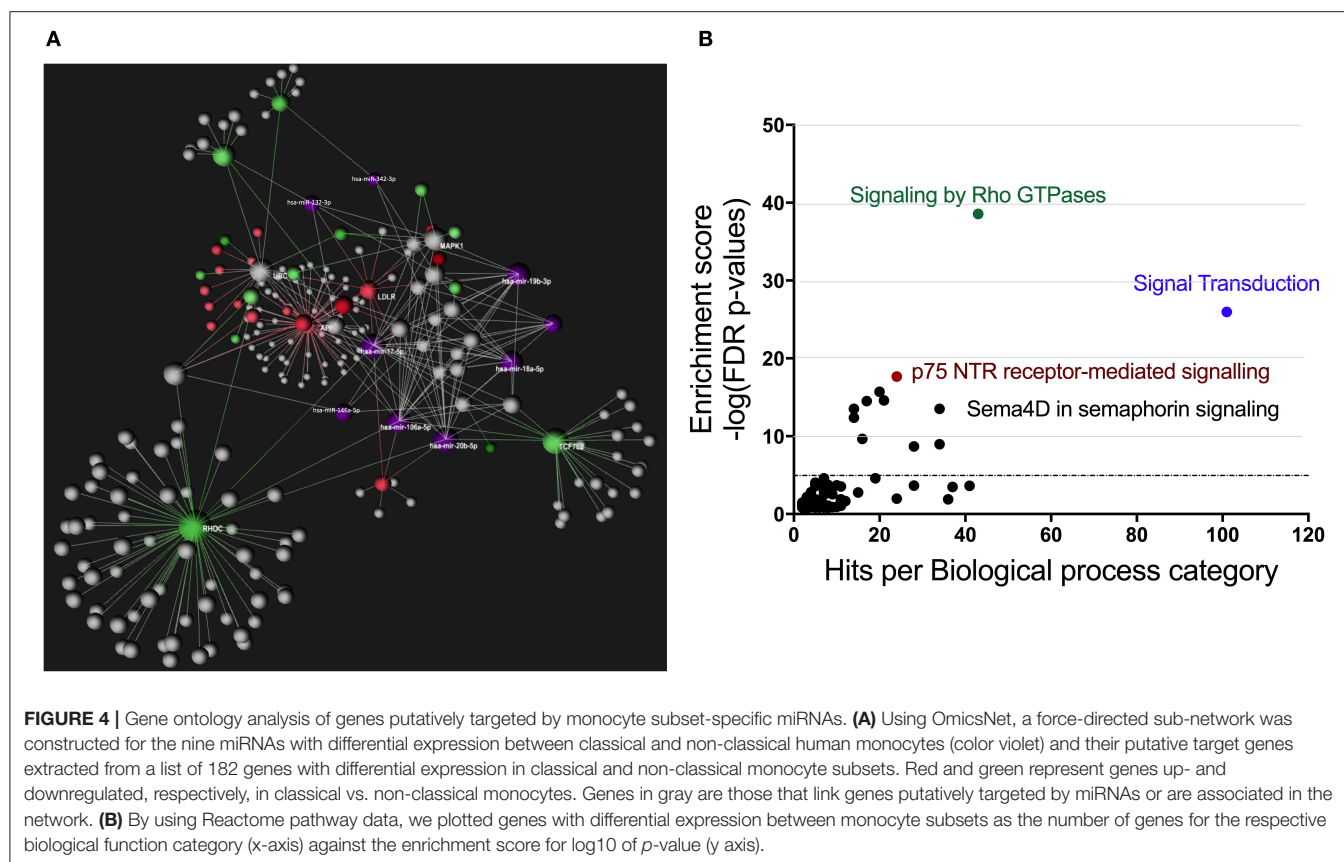 A
B
hsa-miR-342-3p
hsa-miR-132-3p
MAPK1
UBC
hsa-mir-19b-3p
LDLR
APP
hsa-mir-17-5p
hsa-mir-18a-5p
hsa-miR-146a-5p
hsa-mir-106a-5p
hsa-mir-20b-5p
TCF7L2
RHOC
Enrichiment score
-log(FDR p-values)
50
40
30
20
10
0
Signaling by Rho GTPases
Signal Transduction
p75 NTR receptor-mediated signalling
Sema4D in semaphorin signaling
0 20 40 60 80 100 120
Hits per Biological process category
FIGURE 4 | Gene ontology analysis of genes putatively targeted by monocyte subset-specific miRNAs. (A) Using OmicsNet, a force-directed sub-network was
constructed for the nine miRNAs with differential expression between classical and non-classical human monocytes (color violet) and their putative target genes
extracted from a list of 182 genes with differential expression in classical and non-classical monocyte subsets. Red and green represent genes up- and
downregulated, respectively, in classical vs. non-classical monocytes. Genes in gray are those that link genes putatively targeted by miRNAs or are associated in the
network. (B) By using Reactome pathway data, we plotted genes with differential expression between monocyte subsets as the number of genes for the respective
biological function category (x-axis) against the enrichment score for log10 of p-value (y axis).